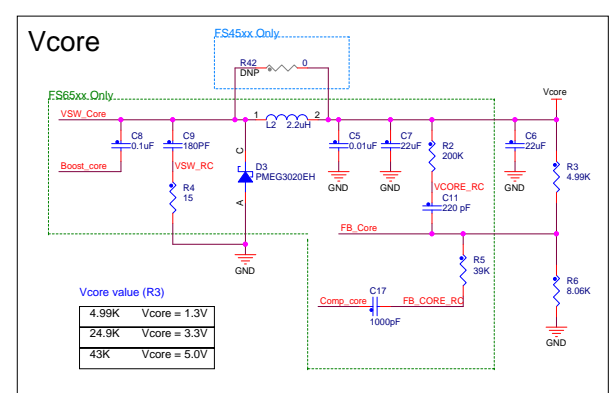 Vcore
FS45xx Only
R42
DNP
0
FS65xx Only
VSW_Core
1
2
L2
2.2uH
Vcore
C8
0.1uF
C9
180PF
C5
0.01uF
C7
22uF
R2
200K
C6
22uF
R3
4.99K
Boost_core
VSW_RC
C
D3
PMEG3020EH
A
R4
15
GND
GND
GND
VCORE_RC
C11
220 pF
FB_Core
GND
R5
39K
C17
Comp_core
FB_CORE_RC
1000pF
R6
8.06K
GND
Vcore value (R3)
4.99K Vcore = 1.3V
24.9K Vcore = 3.3V
43K Vcore = 5.0V